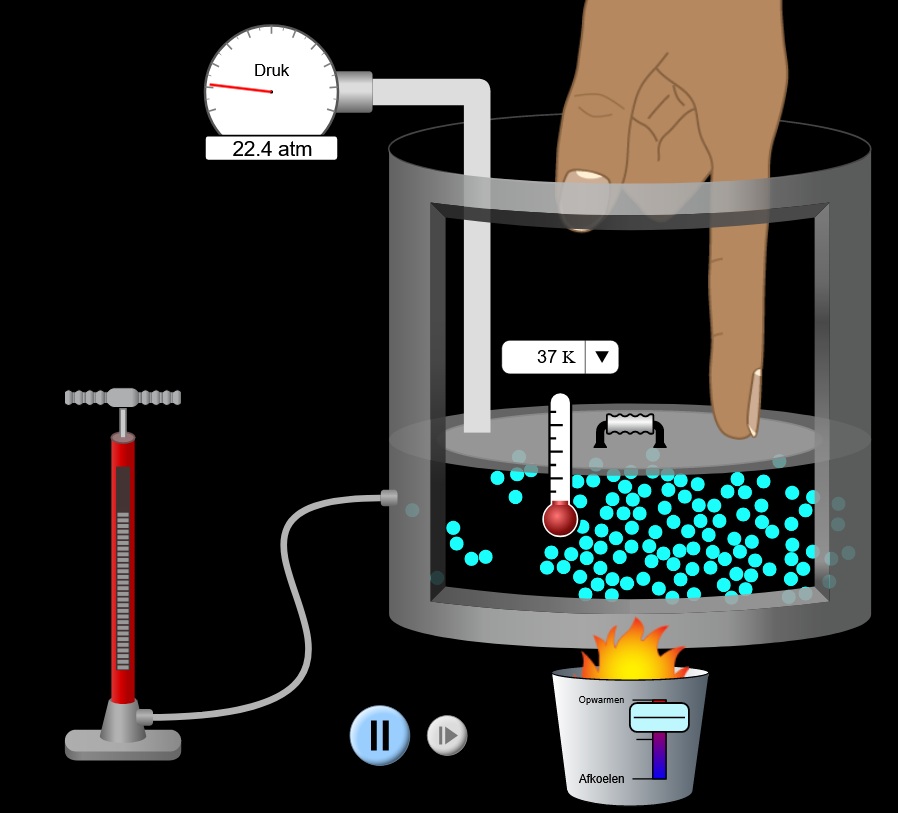 Druk
22.4 atm
37 K
Opwarmen
Afkoelen